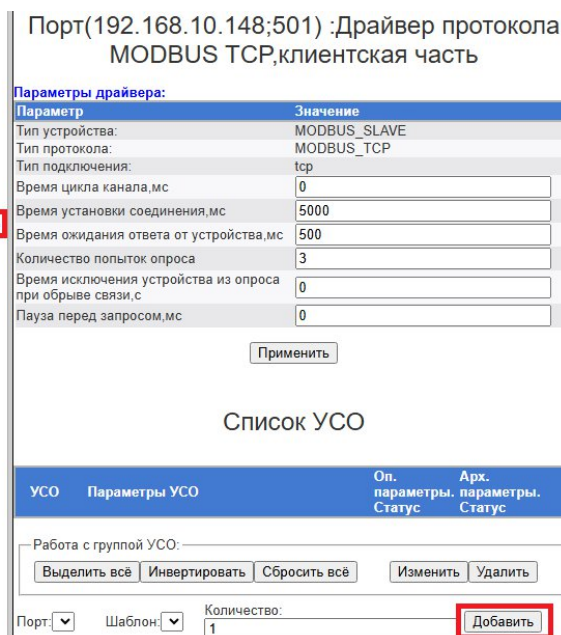 Порт(192.168.10.148;501) :Драйвер протокола
MODBUS TCP,клиентская часть
Параметры драйвера:
Параметр Значение
Тип устройства: MODBUS_SLAVE
Тип протокола: MODBUS_TCP
Тип подключения: tcp
Время цикла канала,мс 0
Время установки соединения,мс 5000
Время ожидания ответа от устройства,мс 500
Количество попыток опроса 3
Время исключения устройства из опроса
при обрыве связи,с 0
Пауза перед запросом,мс 0
Применить
Список УСО
УСО Параметры УСО Оп. параметры. Статус Арх. параметры. Статус
Работа с группой УСО:
Выделить всё Инвертировать Сбросить всё Изменить Удалить
Порт: Шаблон: Количество: 1 Добавить